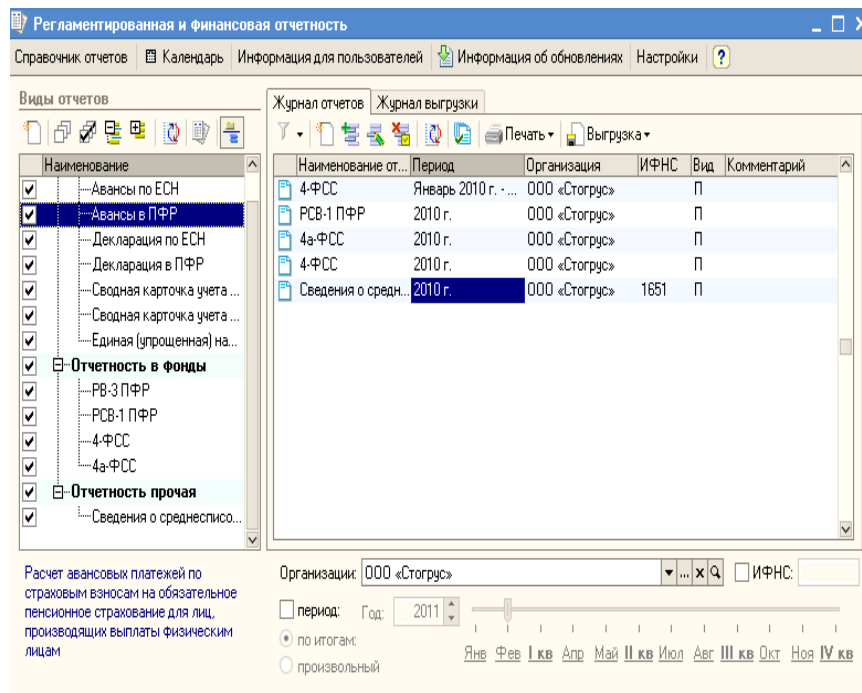 Регламентированная и финансовая отчетность
Справочник отчетов Календарь Информация для пользователей Информация об обновлениях Настройки ?
Виды отчетов
Наименование
Авансы по ЕСН
Авансы в ПФР
Декларация по ЕСН
Декларация в ПФР
Сводная карточка учета ...
Сводная карточка учета ...
Единая (упрощенная) на...
Отчетность в фонды
РВ-3 ПФР
РСВ-1 ПФР
4-ФСС
4а-ФСС
Отчетность прочая
Сведения о среднесписо...
Расчет авансовых платежей по
страховым взносам на обязательное
пенсионное страхование для лиц,
производящих выплаты физическим
лицам
Журнал отчетов Журнал выгрузки
Печать Выгрузка
Наименование от... Период Организация ИФНС Вид Комментарий
4-ФСС Январь 2010 г. - ... ООО «Стогрус» П
РСВ-1 ПФР 2010 г. ООО «Стогрус» П
4а-ФСС 2010 г. ООО «Стогрус» П
4-ФСС 2010 г. ООО «Стогрус» П
Сведения о средн... 2010 г. ООО «Стогрус» 1651 П
Организации: ООО «Стогрус» ... x ИФНС:
период: Год: 2011
по итогам:
Янв Фев I кв Апр Май II кв Июл Авг III кв Окт Ноя IV кв
произвольный